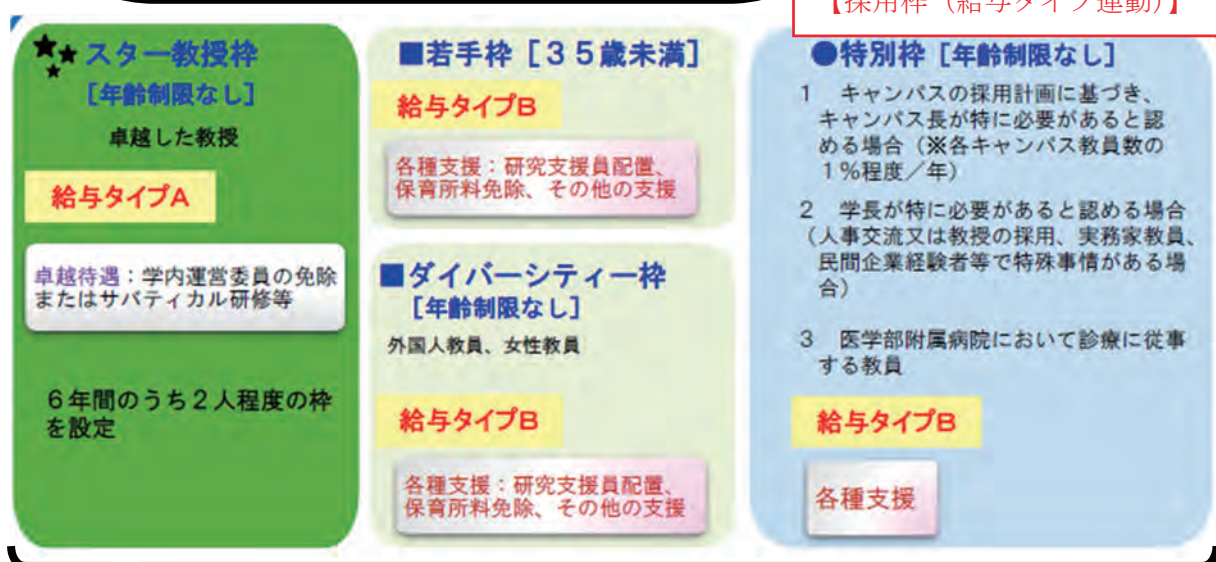 【採用枠（給与タイプ連動）】
スター教授枠
［年齢制限なし］
卓越した教授
給与タイプA
卓越待遇：学内運営委員の免除
またはサバティカル研修等
６年間のうち２人程度の枠
を設定
■若手枠［３５歳未満］
給与タイプB
各種支援：研究支援員配置、
保育所料免除、その他の支援
■ダイバーシティー枠
［年齢制限なし］
外国人教員、女性教員
給与タイプB
各種支援：研究支援員配置、
保育所料免除、その他の支援
●特別枠［年齢制限なし］
１　キャンパスの採用計画に基づき、
キャンパス長が特に必要があると認
める場合（※各キャンパス教員数の
１％程度／年）
２　学長が特に必要があると認める場合
（人事交流又は教授の採用、実務家教員、
民間企業経験者等で特殊事情がある場
合）
３　医学部附属病院において診療に従事
する教員
給与タイプB
各種支援